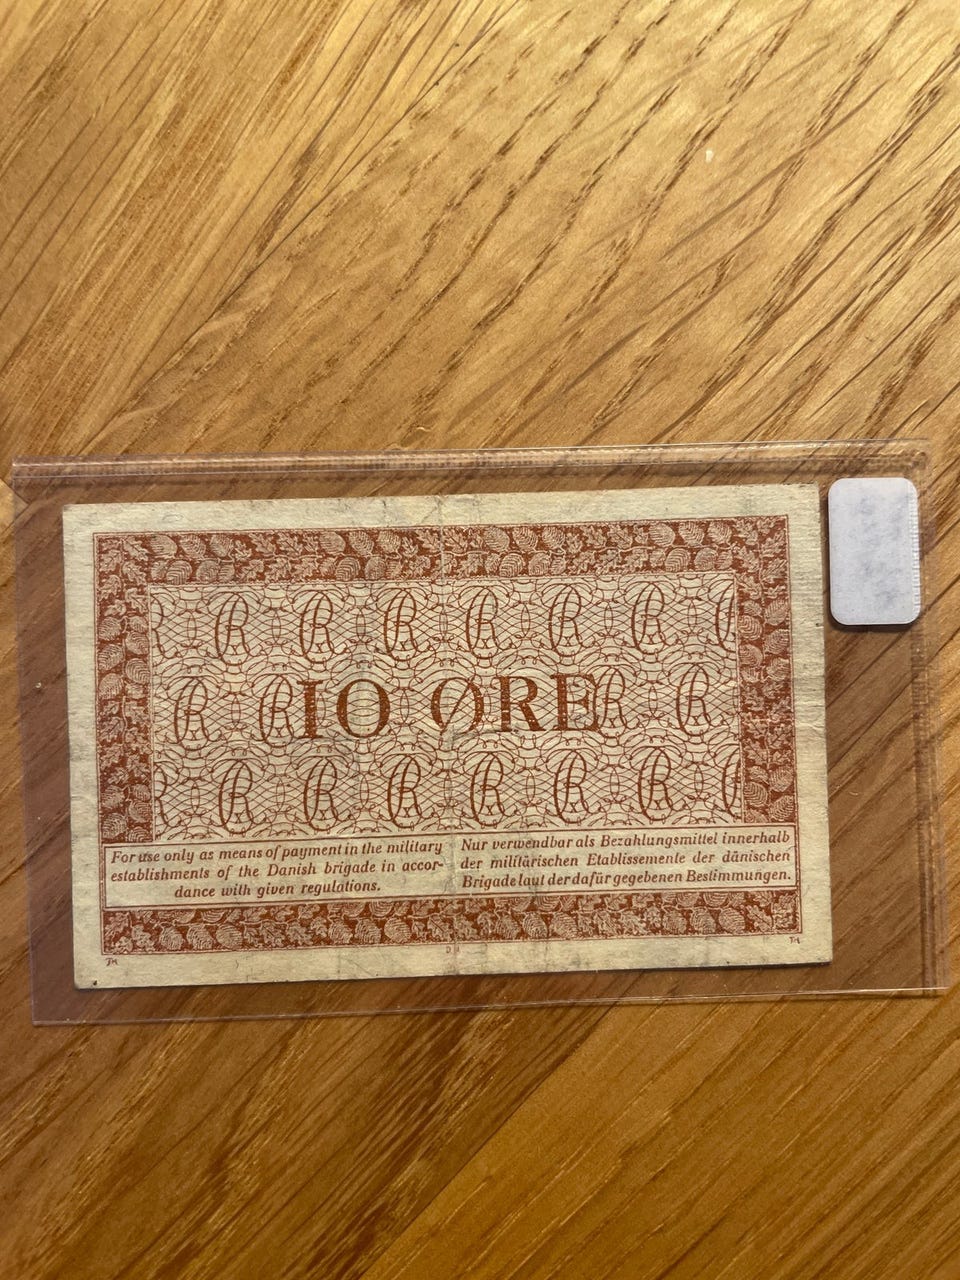 10 ØRE
For use only as means of payment in the military
establishments of the Danish brigade in accor-
dance with given regulations.
Nur verwendbar als Bezahlungsmittel innerhalb
der militärischen Etablissemente der dänischen
Brigade laut der dafür gegebenen Bestimmungen.